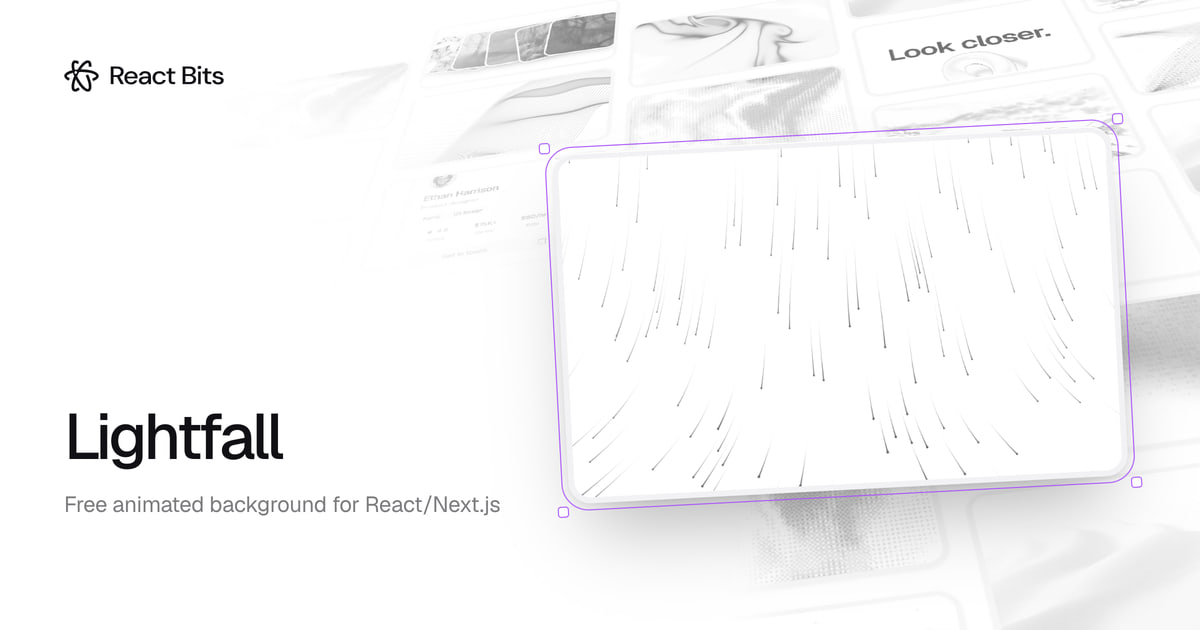 React Bits
Look closer.
Ethan Harrison
Lightfall
Free animated background for React/Next.js